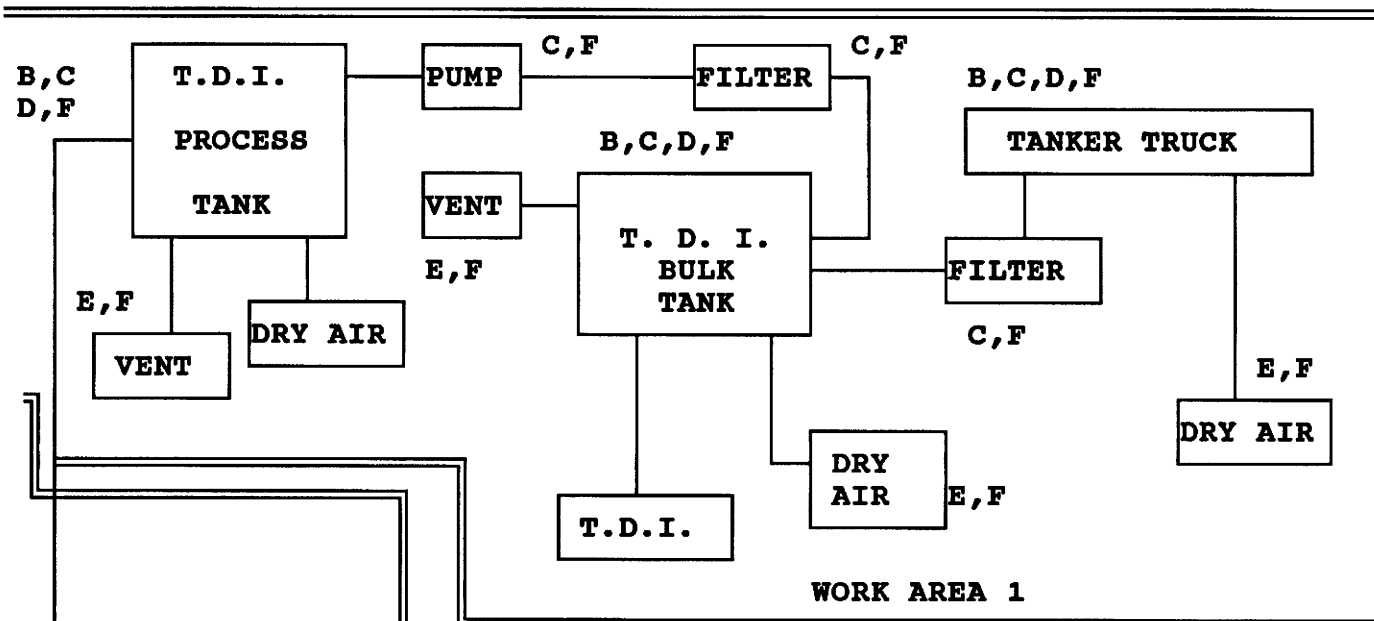 C,F
C,F
B,C
D,F
T.D.I.
PROCESS
TANK
PUMP
FILTER
B,C,D,F
TANKER TRUCK
B,C,D,F
VENT
E,F
T. D. I.
BULK
TANK
FILTER
C,F
E,F
VENT
DRY AIR
E,F
DRY AIR
DRY
AIR
E,F
T.D.I.
WORK AREA 1